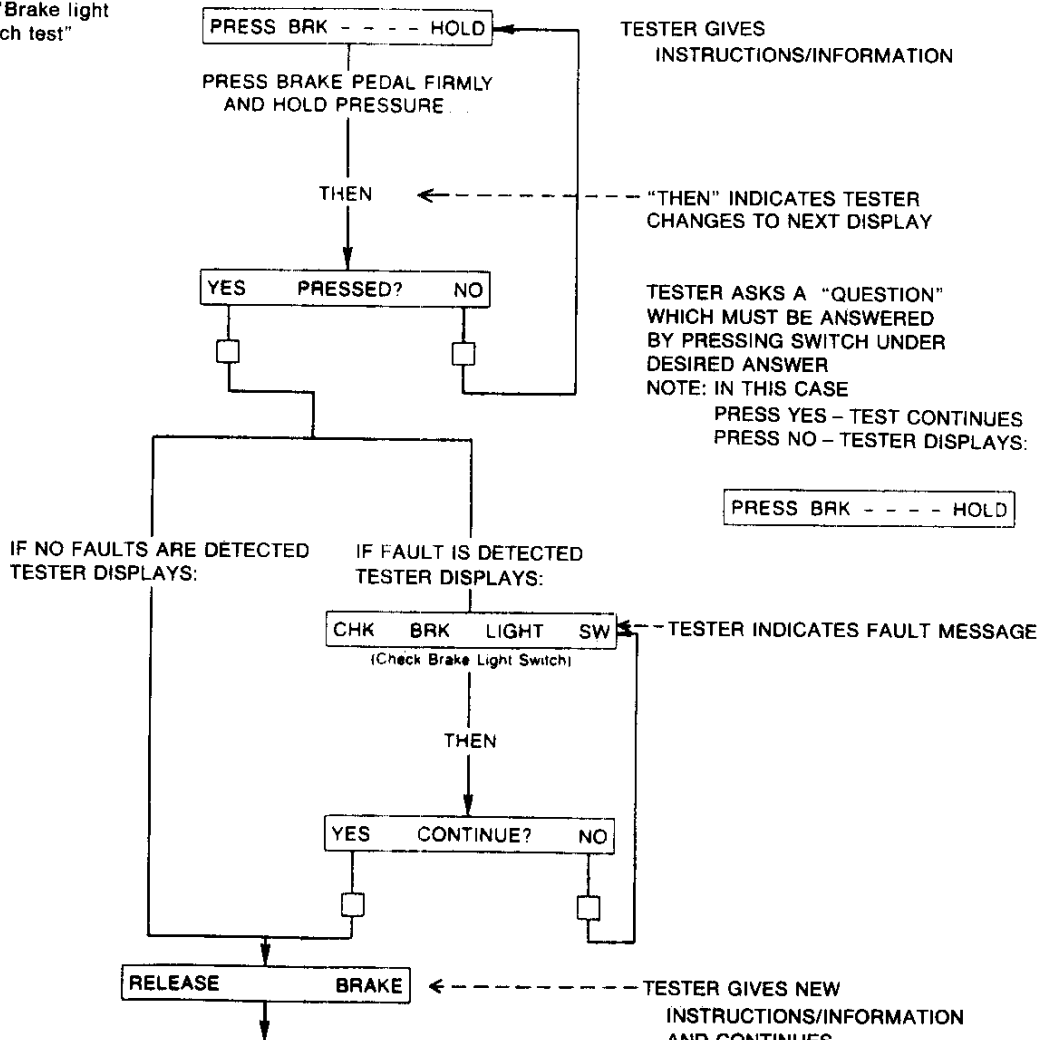 "Brake light
ch test"
PRESS BRK - - - - HOLD
TESTER GIVES
INSTRUCTIONS/INFORMATION
PRESS BRAKE PEDAL FIRMLY
AND HOLD PRESSURE...
THEN
"THEN" INDICATES TESTER
CHANGES TO NEXT DISPLAY
YES PRESSED? NO
TESTER ASKS A "QUESTION"
WHICH MUST BE ANSWERED
BY PRESSING SWITCH UNDER
DESIRED ANSWER
NOTE: IN THIS CASE
PRESS YES – TEST CONTINUES
PRESS NO – TESTER DISPLAYS:
PRESS BRK - - - - HOLD
IF NO FAULTS ARE DETECTED
TESTER DISPLAYS:
IF FAULT IS DETECTED
TESTER DISPLAYS:
CHK BRK LIGHT SW
TESTER INDICATES FAULT MESSAGE
(Check Brake Light Switch)
THEN
YES CONTINUE? NO
RELEASE BRAKE
TESTER GIVES NEW
INSTRUCTIONS/INFORMATION
AND CONTINUES